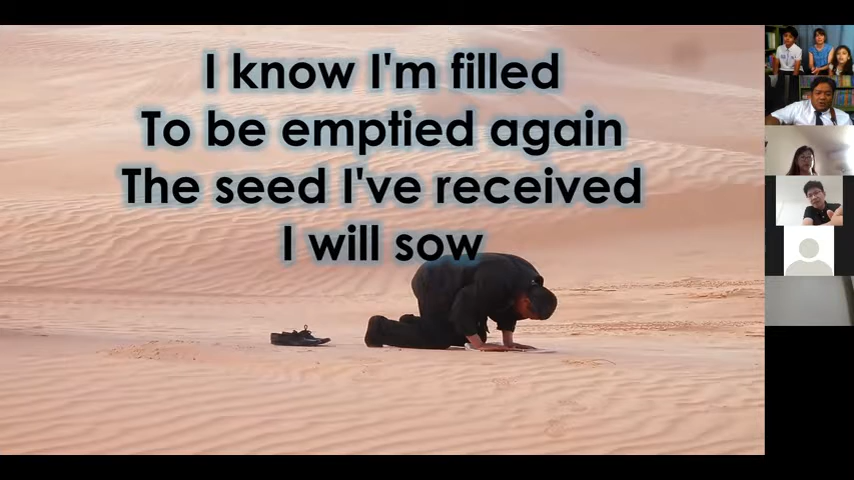 I know I'm filled
To be emptied again
The seed I've received
I will sow